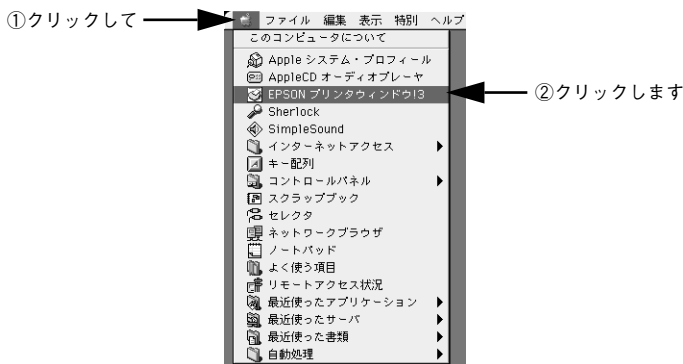 ①クリックして
ファイル 編集 表示 特別 ヘルプ
このコンピュータについて
Apple システム・プロフィール
AppleCD オーディオプレーヤ
EPSON プリンタウィンドウ!3
②クリックします
Sherlock
SimpleSound
インターネットアクセス
キー配列
コントロールパネル
スクラップブック
セレクタ
ネットワークブラウザ
ノートパッド
よく使う項目
リモートアクセス状況
最近使ったアプリケーション
最近使ったサーバ
最近使った書類
自動処理